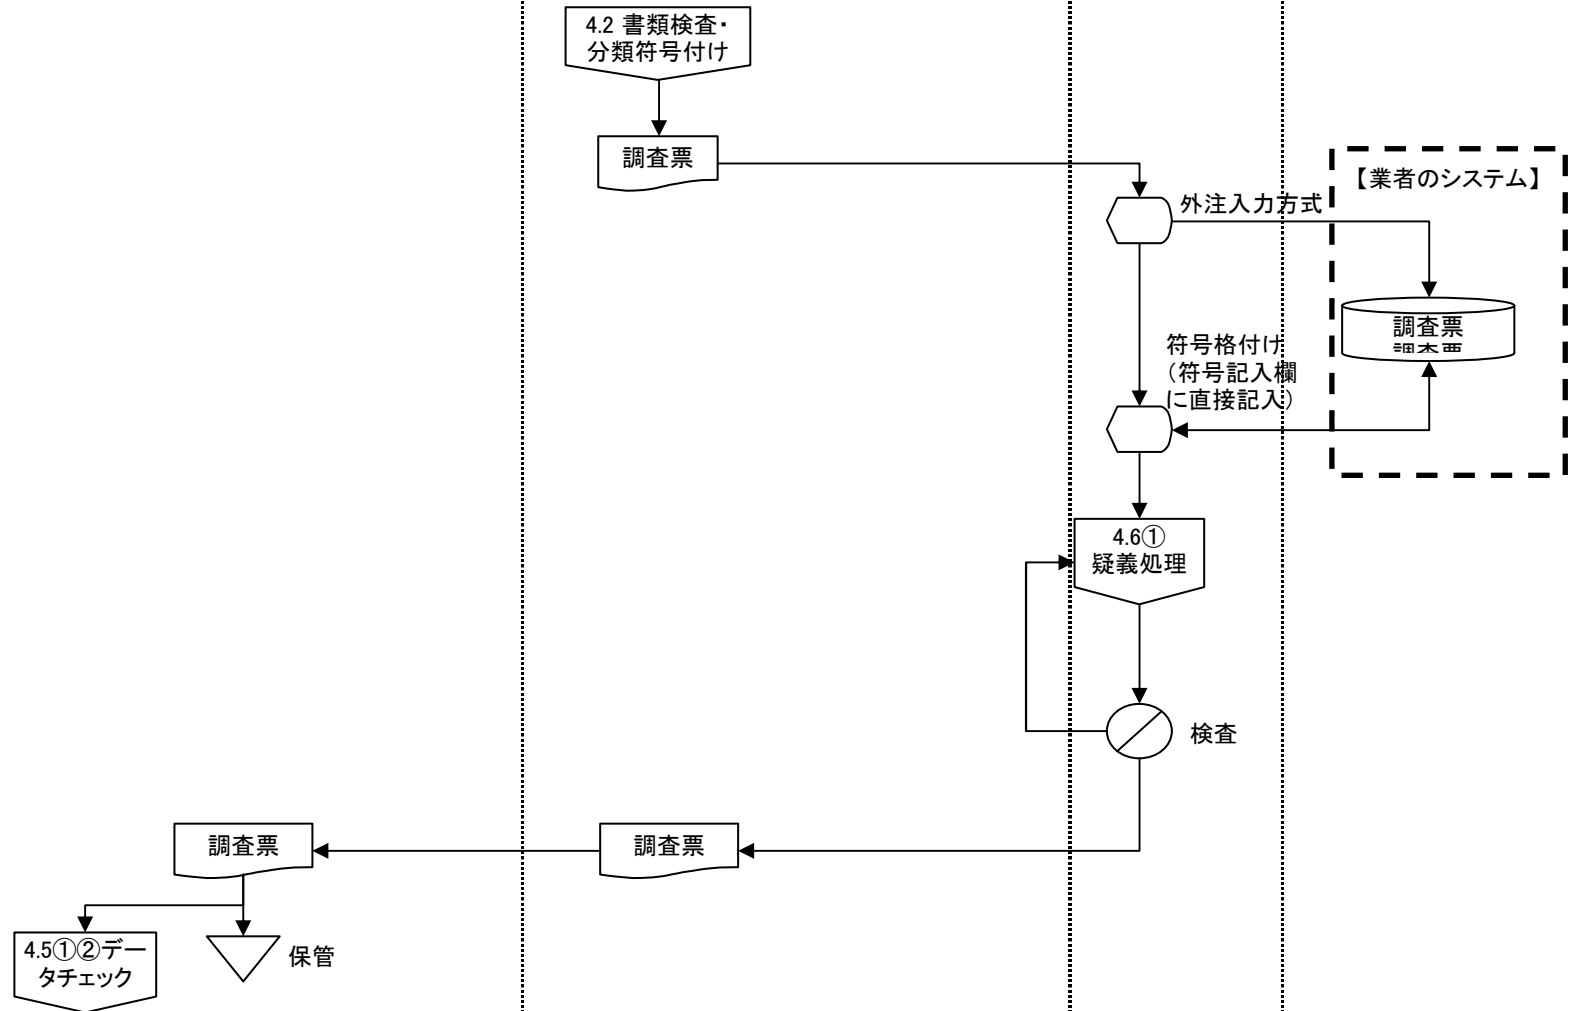 4.2 書類検査・
分類符号付け
調査票
【業者のシステム】
外注入力方式
調査票
調査票
符号格付け
（符号記入欄
に直接記入）
4.6①
疑義処理
検査
調査票
調査票
4.5①②デー
タチェック
保管